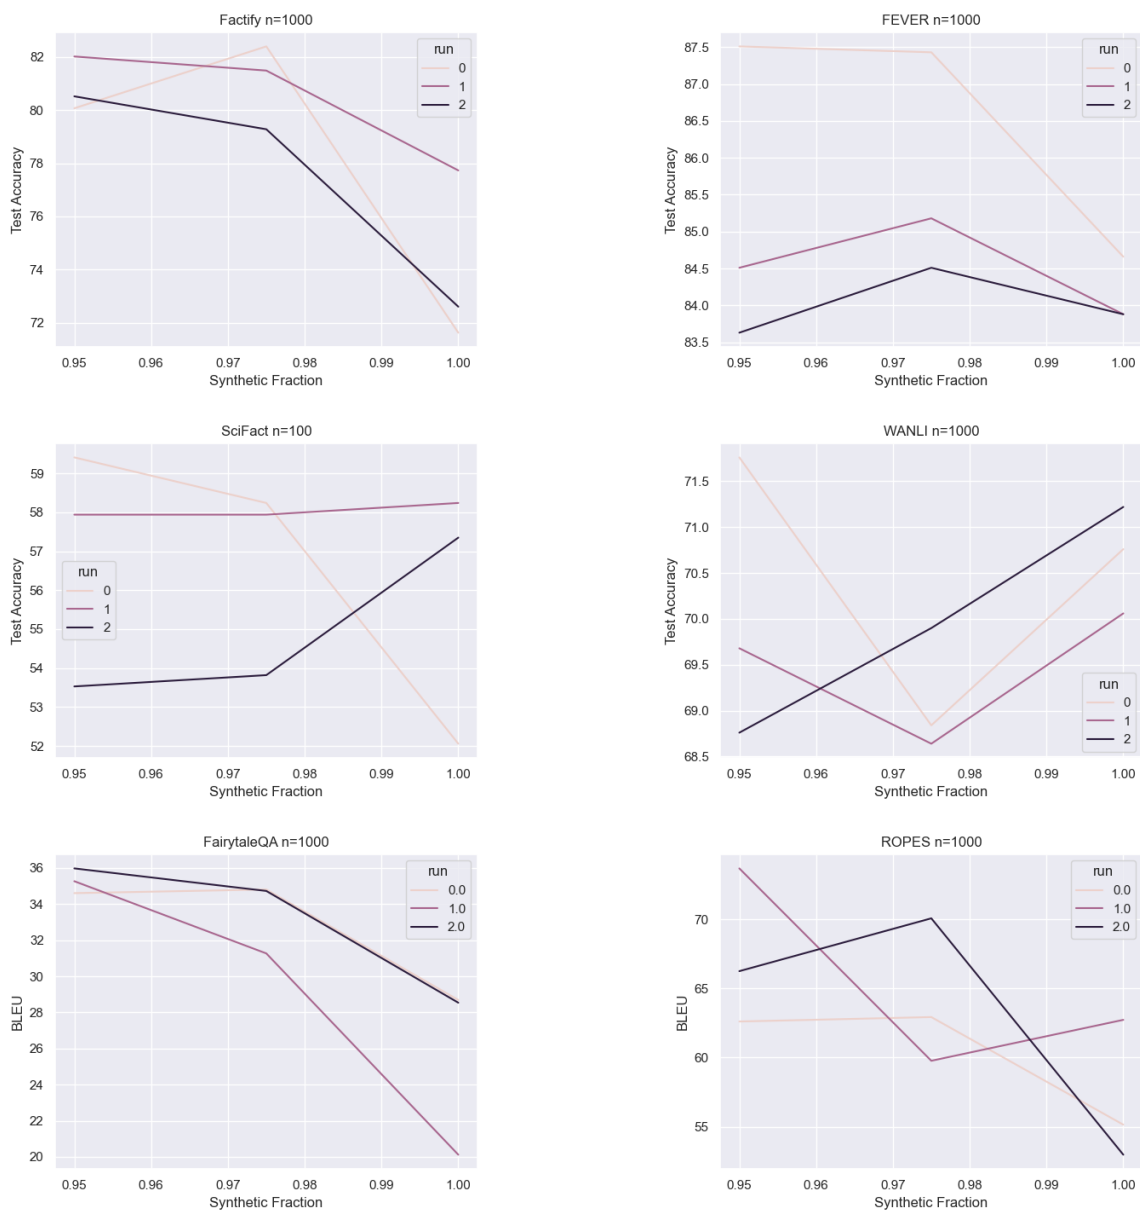 Factify n=1000
82
80
78
76
74
72
Test Accuracy
run
0
1
2
0.95 0.96 0.97 0.98 0.99 1.00
Synthetic Fraction
FEVER n=1000
87.5
87.0
86.5
86.0
85.5
85.0
84.5
84.0
83.5
Test Accuracy
run
0
1
2
0.95 0.96 0.97 0.98 0.99 1.00
Synthetic Fraction
SciFact n=100
59
58
57
56
55
54
53
52
Test Accuracy
run
0
1
2
0.95 0.96 0.97 0.98 0.99 1.00
Synthetic Fraction
WANLI n=1000
71.5
71.0
70.5
70.0
69.5
69.0
68.5
Test Accuracy
run
0
1
2
0.95 0.96 0.97 0.98 0.99 1.00
Synthetic Fraction
FairytaleQA n=1000
36
34
32
30
28
26
24
22
20
BLEU
run
0.0
1.0
2.0
0.95 0.96 0.97 0.98 0.99 1.00
Synthetic Fraction
ROPES n=1000
70
65
60
55
BLEU
run
0.0
1.0
2.0
0.95 0.96 0.97 0.98 0.99 1.00
Synthetic Fraction